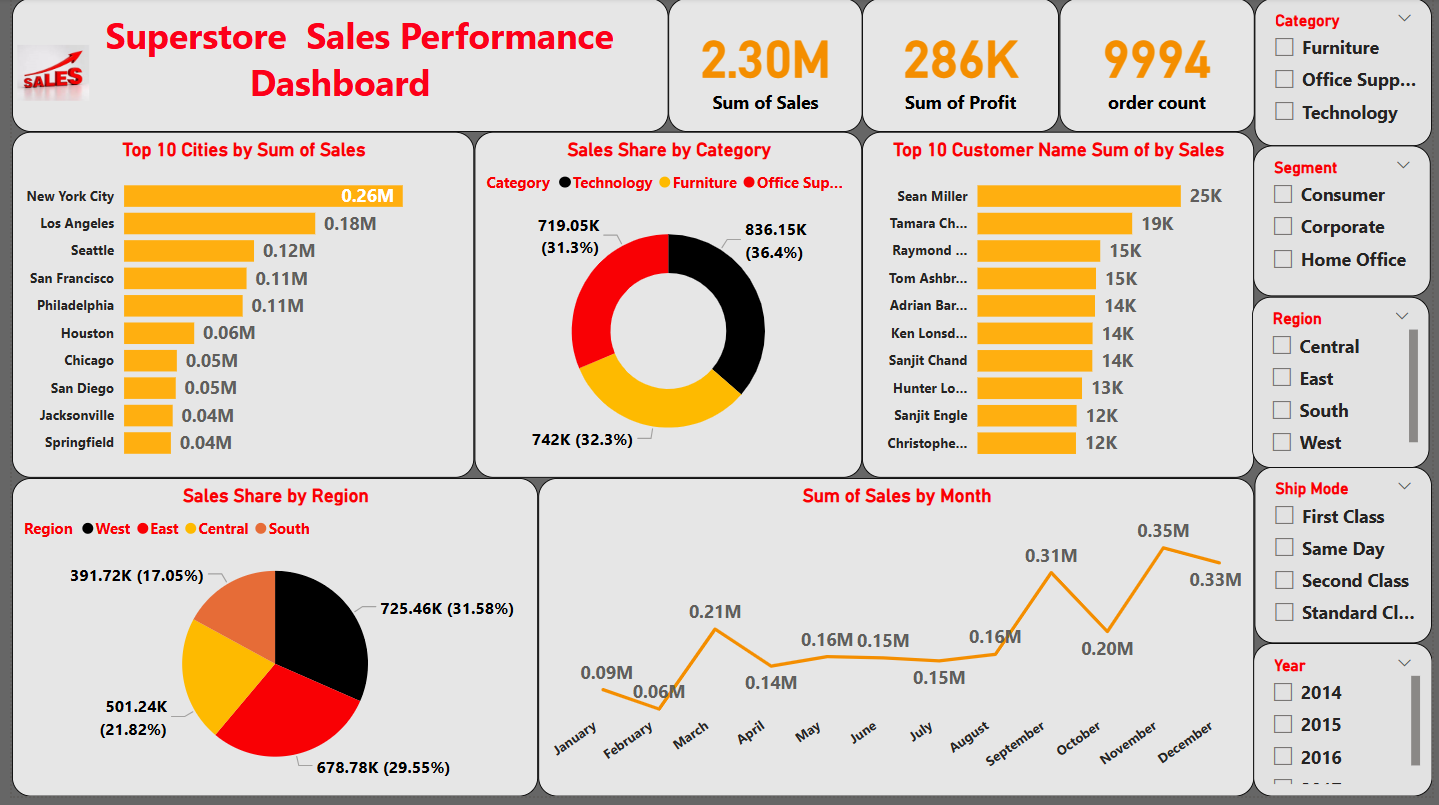 Superstore Sales Performance
Dashboard
SALES
2.30M
Sum of Sales
286K
Sum of Profit
9994
order count
Category
Furniture
Office Supp...
Technology
Top 10 Cities by Sum of Sales
New York City 0.26M
Los Angeles 0.18M
Seattle 0.12M
San Francisco 0.11M
Philadelphia 0.11M
Houston 0.06M
Chicago 0.05M
San Diego 0.05M
Jacksonville 0.04M
Springfield 0.04M
Sales Share by Category
Category Technology Furniture Office Sup...
719.05K
(31.3%)
836.15K
(36.4%)
742K (32.3%)
Top 10 Customer Name Sum of by Sales
Sean Miller 25K
Tamara Ch... 19K
Raymond ... 15K
Tom Ashbr... 15K
Adrian Bar... 14K
Ken Lonsd... 14K
Sanjit Chand 14K
Hunter Lo... 13K
Sanjit Engle 12K
Christophe... 12K
Segment
Consumer
Corporate
Home Office
Region
Central
East
South
West
Sales Share by Region
Region West East Central South
391.72K (17.05%)
725.46K (31.58%)
501.24K
(21.82%)
678.78K (29.55%)
Sum of Sales by Month
0.09M
0.06M
0.21M
0.14M
0.16M
0.15M
0.15M
0.16M
0.31M
0.20M
0.35M
0.33M
January
February
March
April
May
June
July
August
September
October
November
December
Ship Mode
First Class
Same Day
Second Class
Standard Cl...
Year
2014
2015
2016